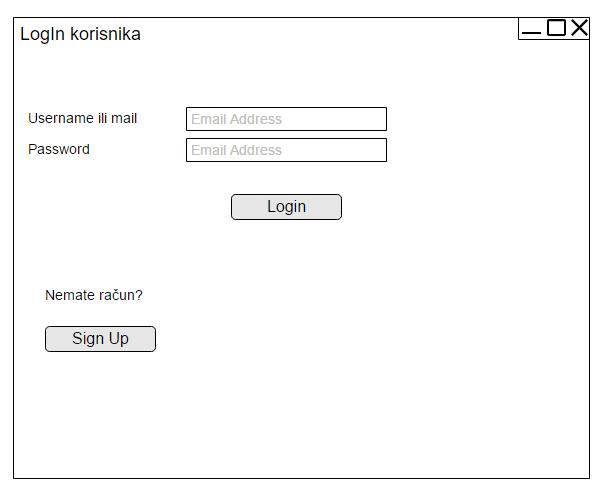 LogIn korisnika
Username ili mail
Email Address
Password
Email Address
Login
Nemate račun?
Sign Up